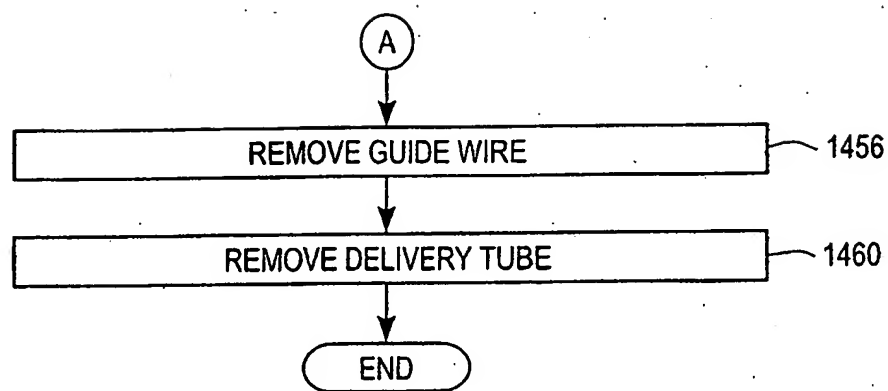 A
REMOVE GUIDE WIRE
1456
REMOVE DELIVERY TUBE
1460
END